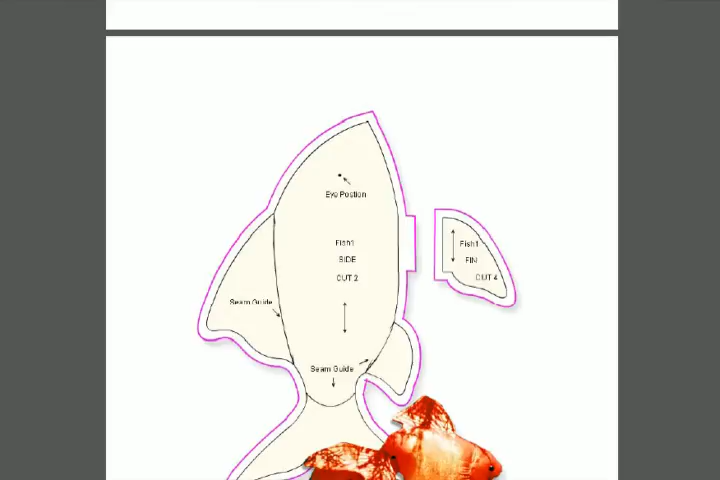 Eye Postion
Fish1
SIDE
CUT 2
Fish1
FIN
CUT 4
Seam Guide
Seam Guide